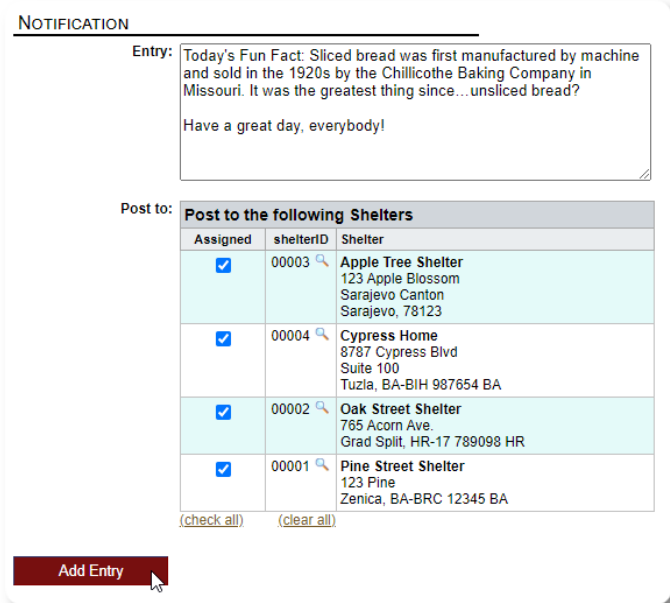 NOTIFICATION
Entry: Today's Fun Fact: Sliced bread was first manufactured by machine
and sold in the 1920s by the Chillicothe Baking Company in
Missouri. It was the greatest thing since…unsliced bread?
Have a great day, everybody!
Post to: Post to the following Shelters
Assigned shelterID Shelter
00003 Apple Tree Shelter
123 Apple Blossom
Sarajevo Canton
Sarajevo, 78123
00004 Cypress Home
8787 Cypress Blvd
Suite 100
Tuzla, BA-BIH 987654 BA
00002 Oak Street Shelter
765 Acorn Ave.
Grad Split, HR-17 789098 HR
00001 Pine Street Shelter
123 Pine
Zenica, BA-BRC 12345 BA
(check all) (clear all)
Add Entry